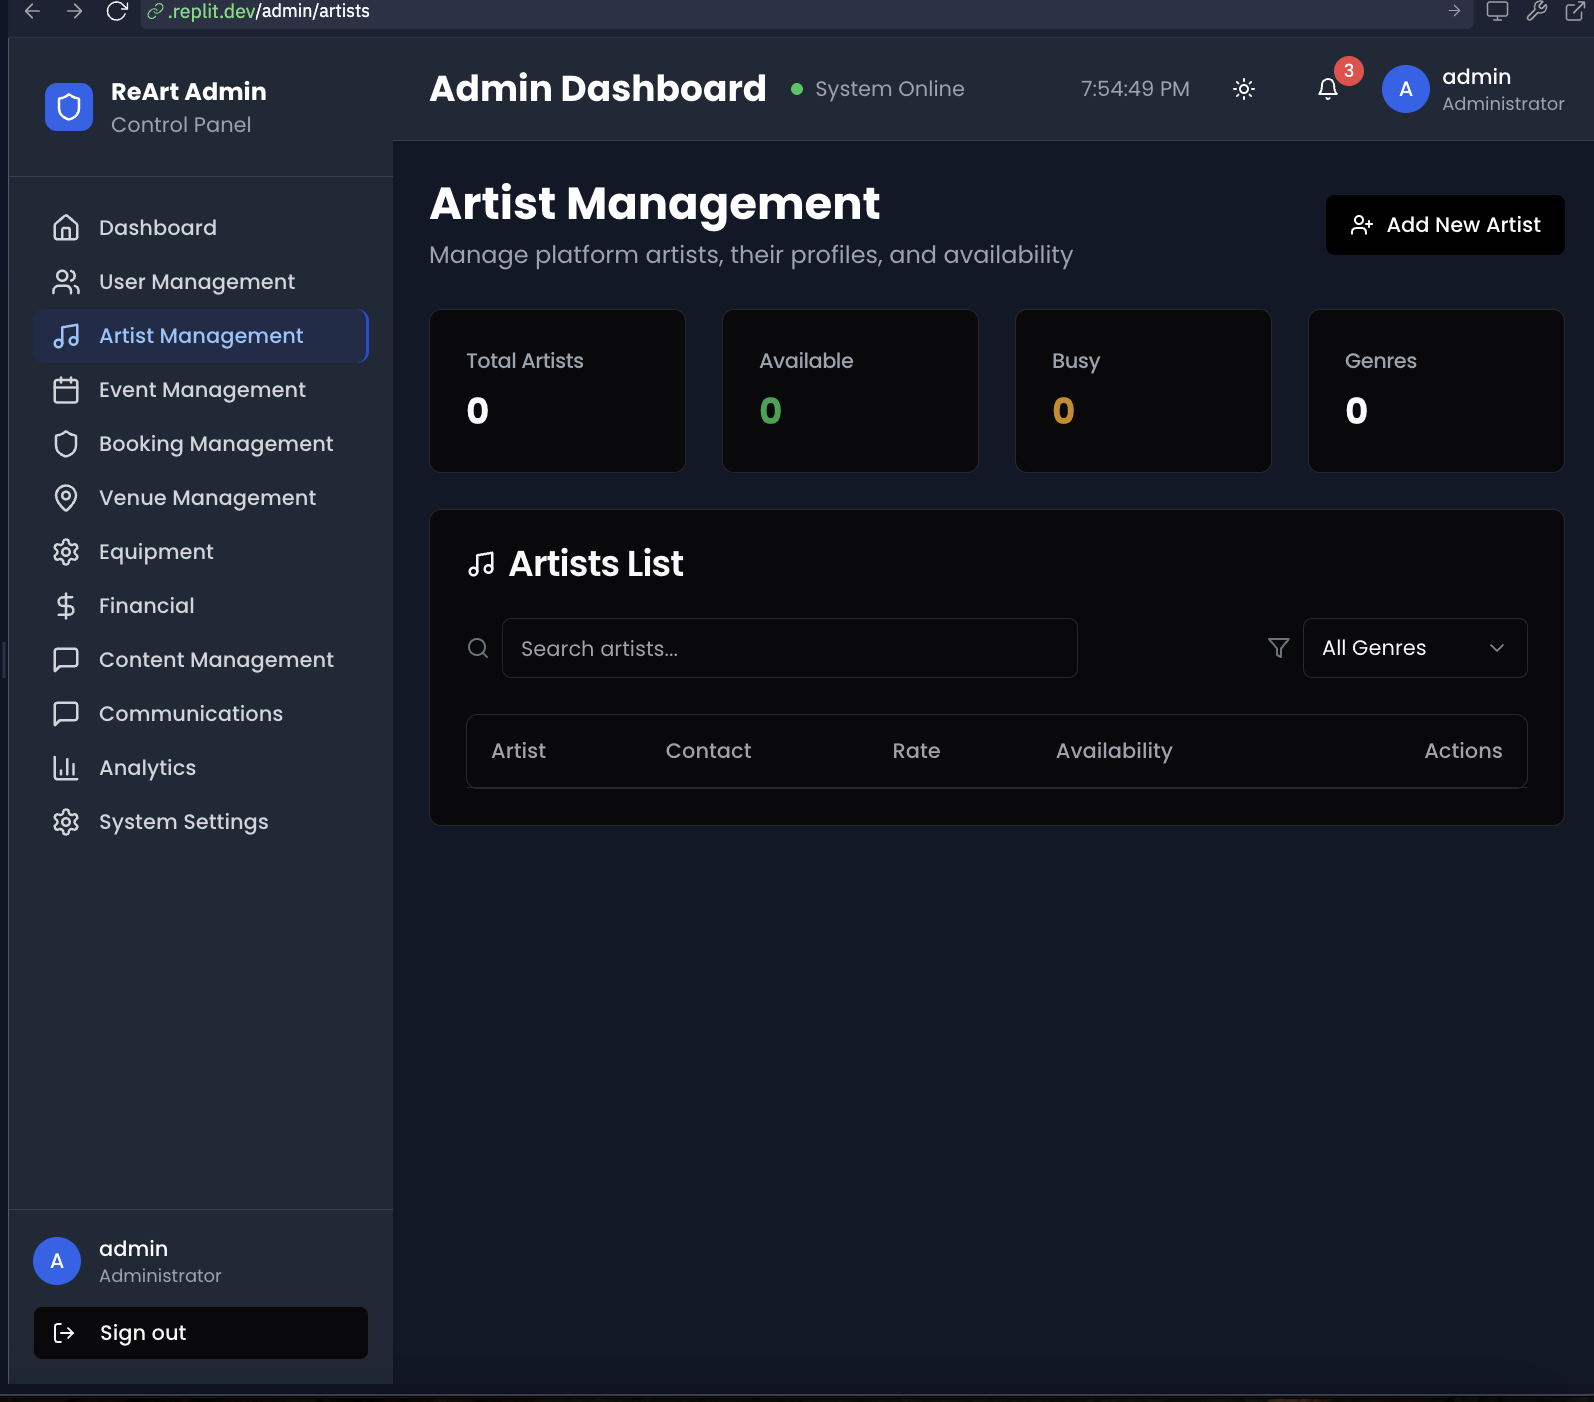 .replit.dev/admin/artists
ReArt Admin
Control Panel
Admin Dashboard
System Online
7:54:49 PM
3
A
admin
Administrator
Dashboard
User Management
Artist Management
Event Management
Booking Management
Venue Management
Equipment
Financial
Content Management
Communications
Analytics
System Settings
Artist Management
Manage platform artists, their profiles, and availability
Add New Artist
Total Artists
0
Available
0
Busy
0
Genres
0
Artists List
Search artists...
All Genres
Artist Contact Rate Availability Actions
A
admin
Administrator
Sign out